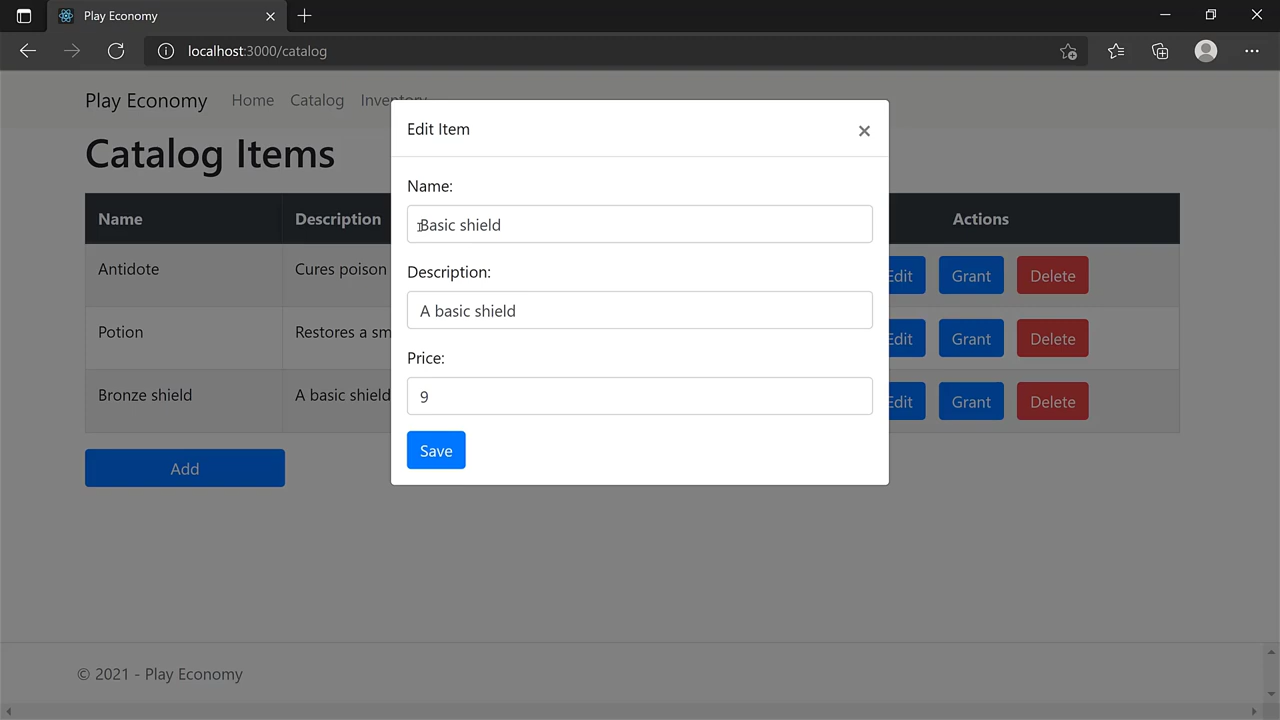 Play Economy
localhost:3000/catalog
Play Economy Home Catalog Inventory
Catalog Items
Name Description Actions
Antidote Cures poison Edit Grant Delete
Potion Restores a sm Edit Grant Delete
Bronze shield A basic shield Edit Grant Delete
Add
Edit Item ×
Name:
Basic shield
Description:
A basic shield
Price:
9
Save
© 2021 - Play Economy